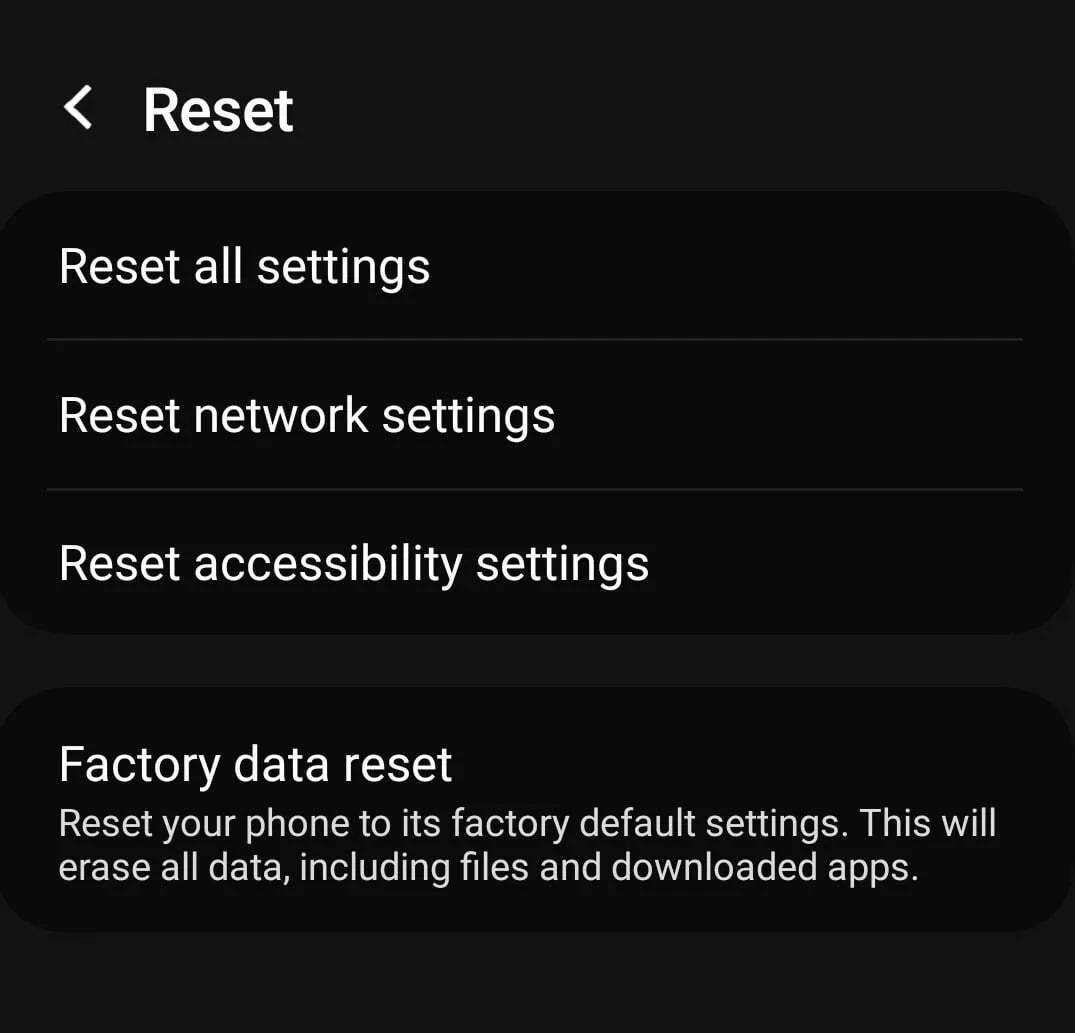 Reset
Reset all settings
Reset network settings
Reset accessibility settings
Factory data reset
Reset your phone to its factory default settings. This will
erase all data, including files and downloaded apps.